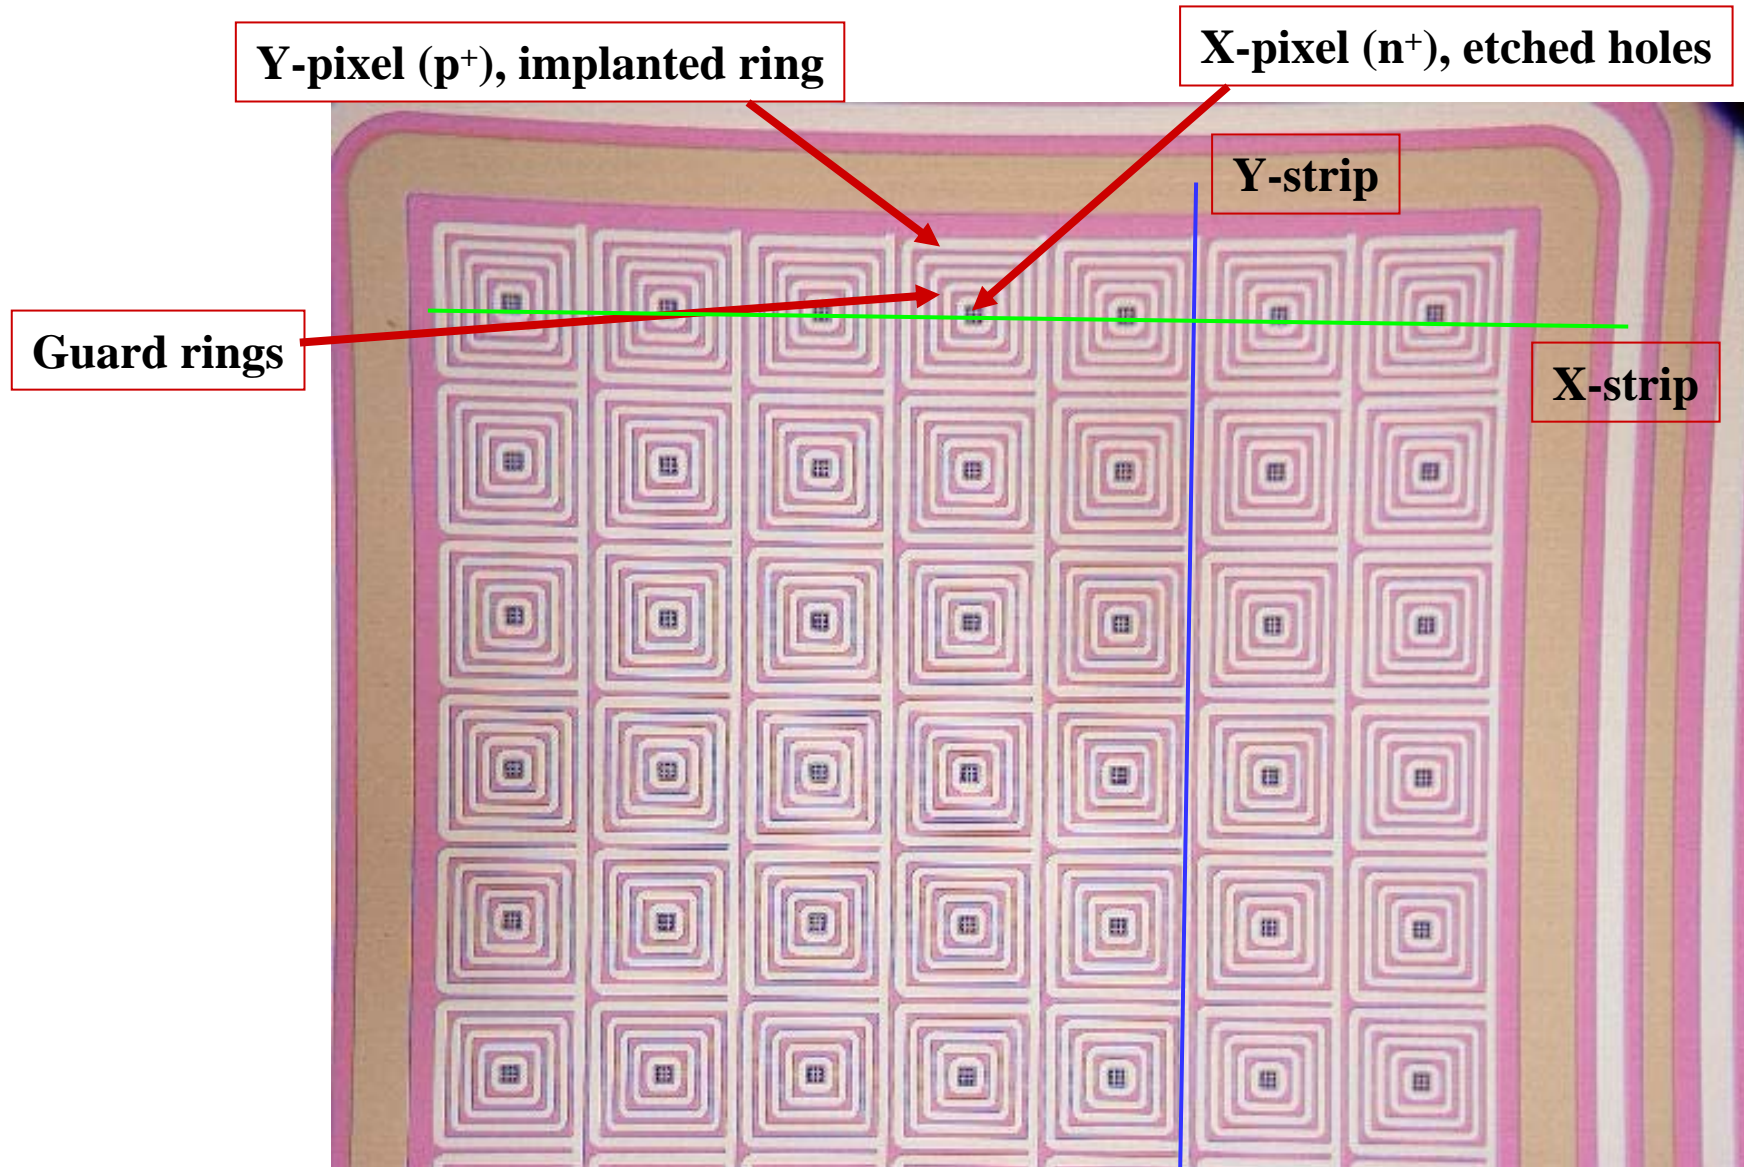 Y-pixel (p⁺), implanted ring
X-pixel (n⁺), etched holes
Y-strip
Guard rings
X-strip